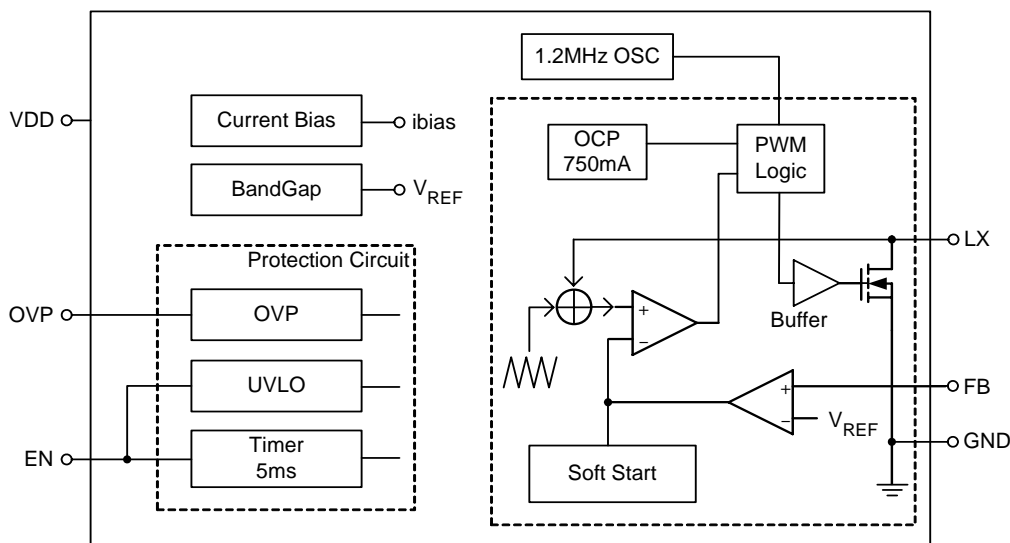 1.2MHz OSC
VDD
Current Bias
ibias
OCP
750mA
PWM
Logic
BandGap
VREF
LX
Protection Circuit
OVP
OVP
+
−
Buffer
UVLO
+
−
FB
VREF
GND
EN
Timer
5ms
Soft Start